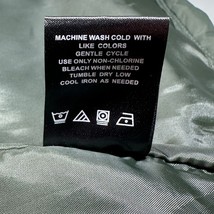 MACHINE WASH COLD WITH
LIKE COLORS
GENTLE CYCLE
USE ONLY NON-CHLORINE
BLEACH WHEN NEEDED
TUMBLE DRY LOW
COOL IRON AS NEEDED